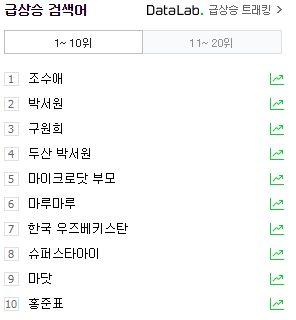 급상승 검색어
DataLab. 급상승 트래킹 >
1~ 10위
11~ 20위
1 조수애
2 박서원
3 구원희
4 두산 박서원
5 마이크로닷 부모
6 마루마루
7 한국 우즈베키스탄
8 슈퍼스타아이
9 마닷
10 홍준표